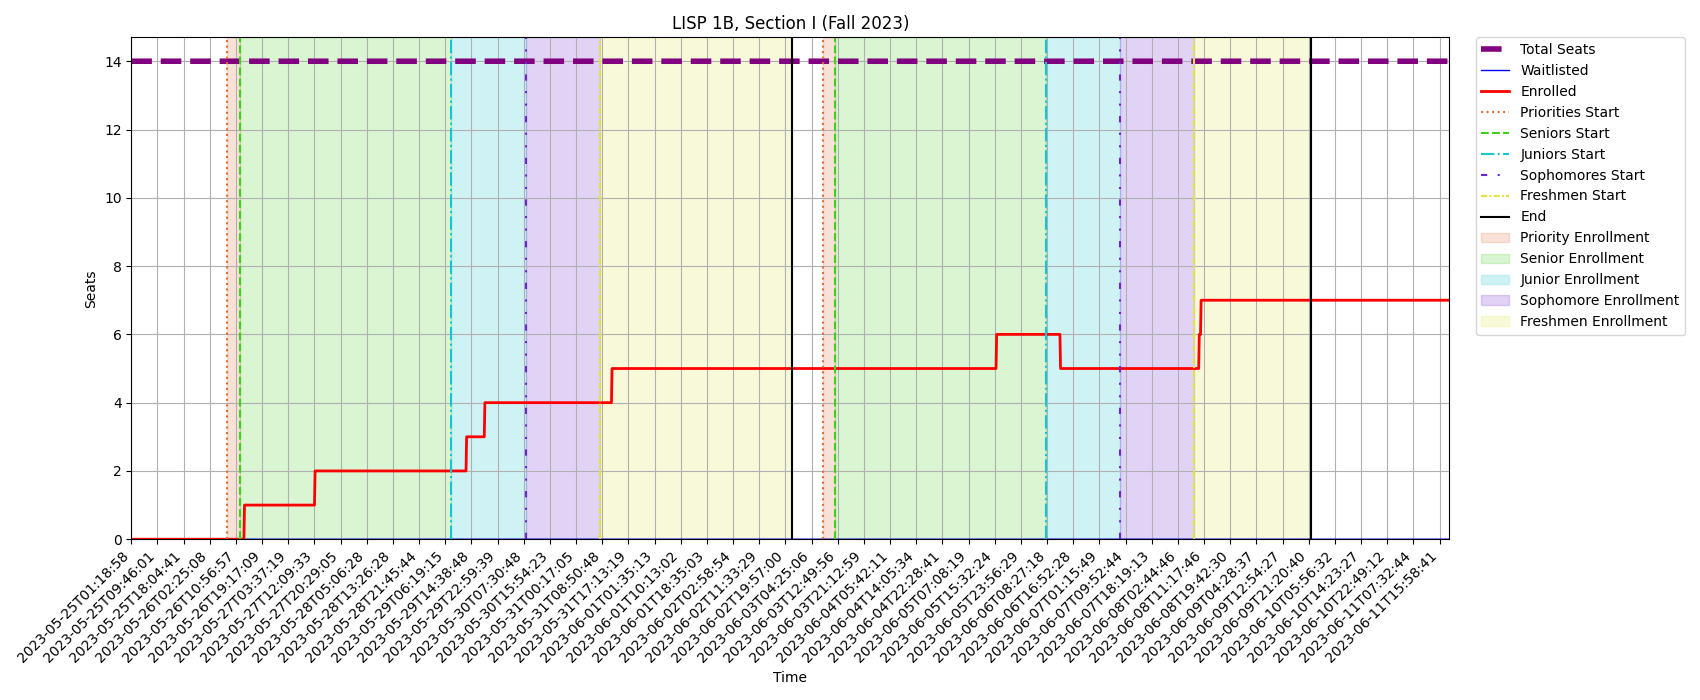 LISP 1B, Section I (Fall 2023)
14
12
10
8
6
4
2
0
Seats
2023-05-25T01:18:58
2023-05-25T09:46:01
2023-05-25T18:04:41
2023-05-26T02:25:08
2023-05-26T10:56:57
2023-05-26T19:17:09
2023-05-27T03:37:19
2023-05-27T12:09:33
2023-05-27T20:29:05
2023-05-28T05:06:28
2023-05-28T13:26:28
2023-05-28T21:45:44
2023-05-29T06:19:15
2023-05-29T14:38:48
2023-05-29T22:59:39
2023-05-30T07:30:48
2023-05-30T15:54:23
2023-05-31T00:17:05
2023-05-31T08:50:48
2023-05-31T17:13:19
2023-06-01T01:35:13
2023-06-01T10:13:02
2023-06-01T18:35:03
2023-06-02T02:58:54
2023-06-02T11:33:29
2023-06-02T19:57:00
2023-06-03T04:25:06
2023-06-03T12:49:56
2023-06-03T21:12:59
2023-06-04T05:42:11
2023-06-04T14:05:34
2023-06-04T22:28:41
2023-06-05T07:08:19
2023-06-05T15:32:24
2023-06-05T23:56:29
2023-06-06T08:27:18
2023-06-06T16:52:28
2023-06-07T01:15:49
2023-06-07T09:52:44
2023-06-07T18:19:13
2023-06-08T02:44:46
2023-06-08T11:17:46
2023-06-08T19:42:30
2023-06-09T04:28:37
2023-06-09T12:54:27
2023-06-09T21:20:40
2023-06-10T05:56:32
2023-06-10T14:23:27
2023-06-10T22:49:12
2023-06-11T07:32:44
2023-06-11T15:58:41
Time
Total Seats
Waitlisted
Enrolled
Priorities Start
Seniors Start
Juniors Start
Sophomores Start
Freshmen Start
End
Priority Enrollment
Senior Enrollment
Junior Enrollment
Sophomore Enrollment
Freshmen Enrollment